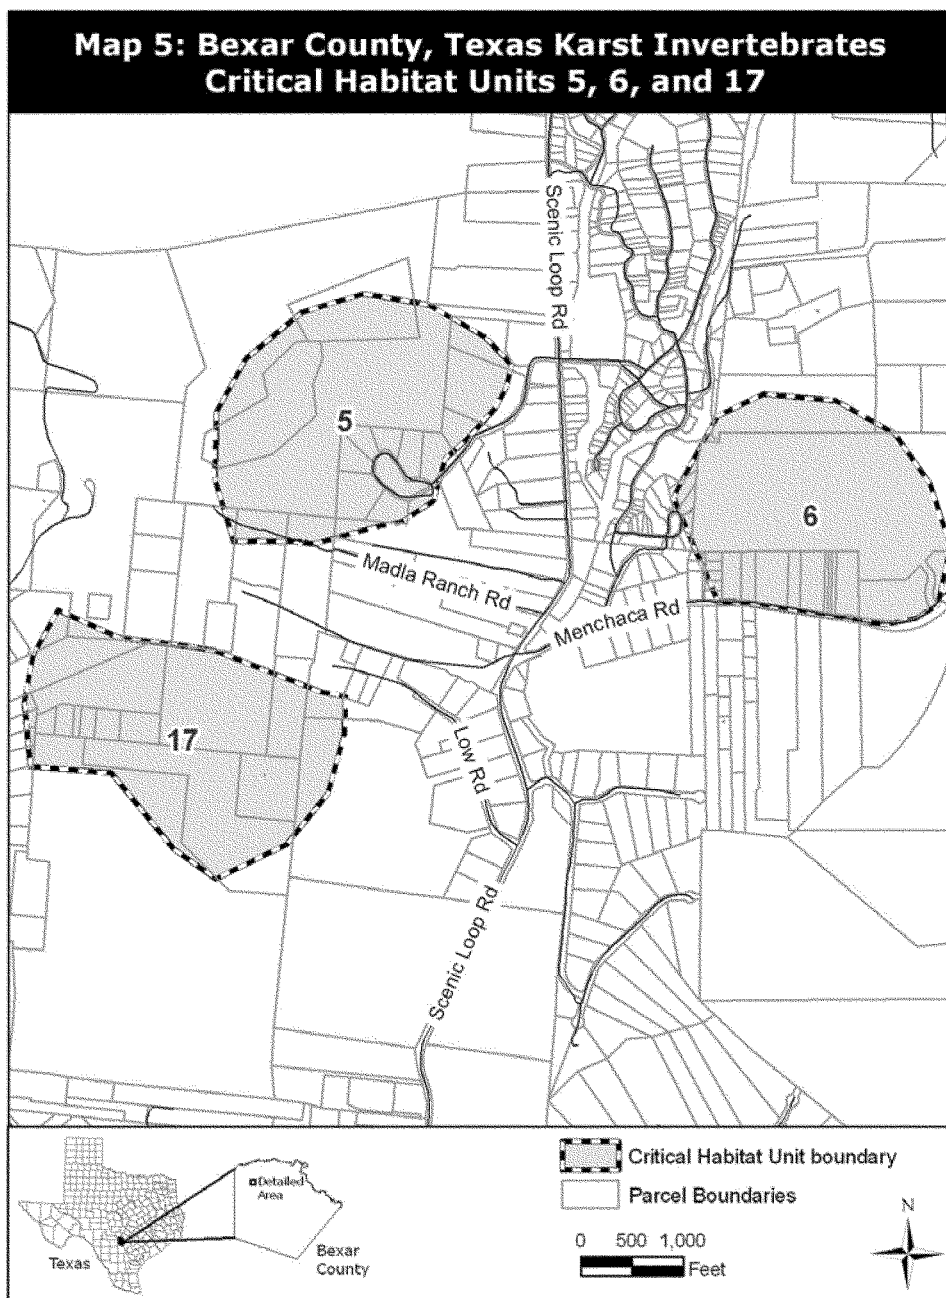 Map 5: Bexar County, Texas Karst Invertebrates
Critical Habitat Units 5, 6, and 17
Scenic Loop Rd
5
6
Madla Ranch Rd
Menchaca Rd
17
Low Rd
Scenic Loop Rd
Detailed
Area
Texas
Bexar
County
Critical Habitat Unit boundary
Parcel Boundaries
0 500 1,000
Feet
N